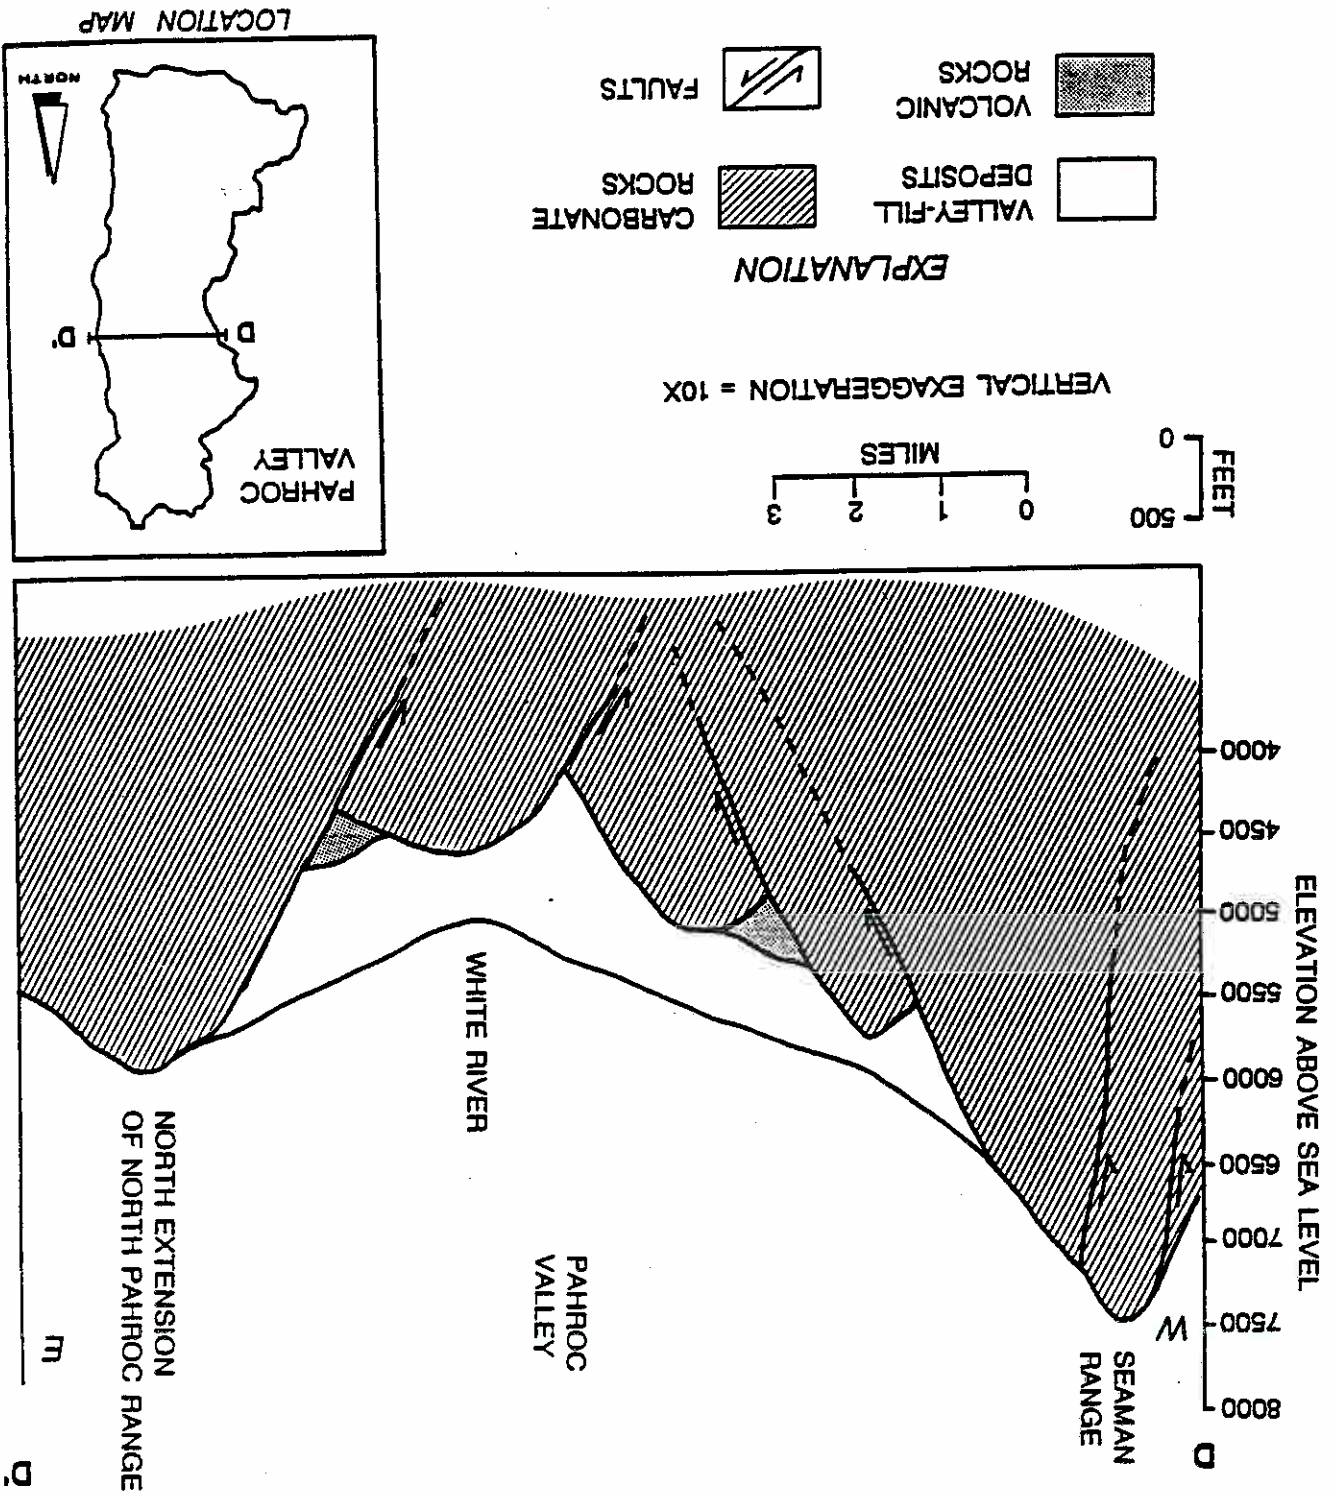 D
D'
SEAMAN
RANGE
W
PAHROC
VALLEY
WHITE RIVER
NORTH EXTENSION
OF NORTH PAHROC RANGE
E
ELEVATION ABOVE SEA LEVEL
8000
7500
7000
6500
6000
5500
5000
4500
4000
FEET
500
0
0
1
2
3
MILES
VERTICAL EXAGGERATION = 10X
EXPLANATION
VALLEY-FILL
DEPOSITS
CARBONATE
ROCKS
VOLCANIC
ROCKS
FAULTS
PAHROC
VALLEY
D
D'
NORTH
LOCATION MAP